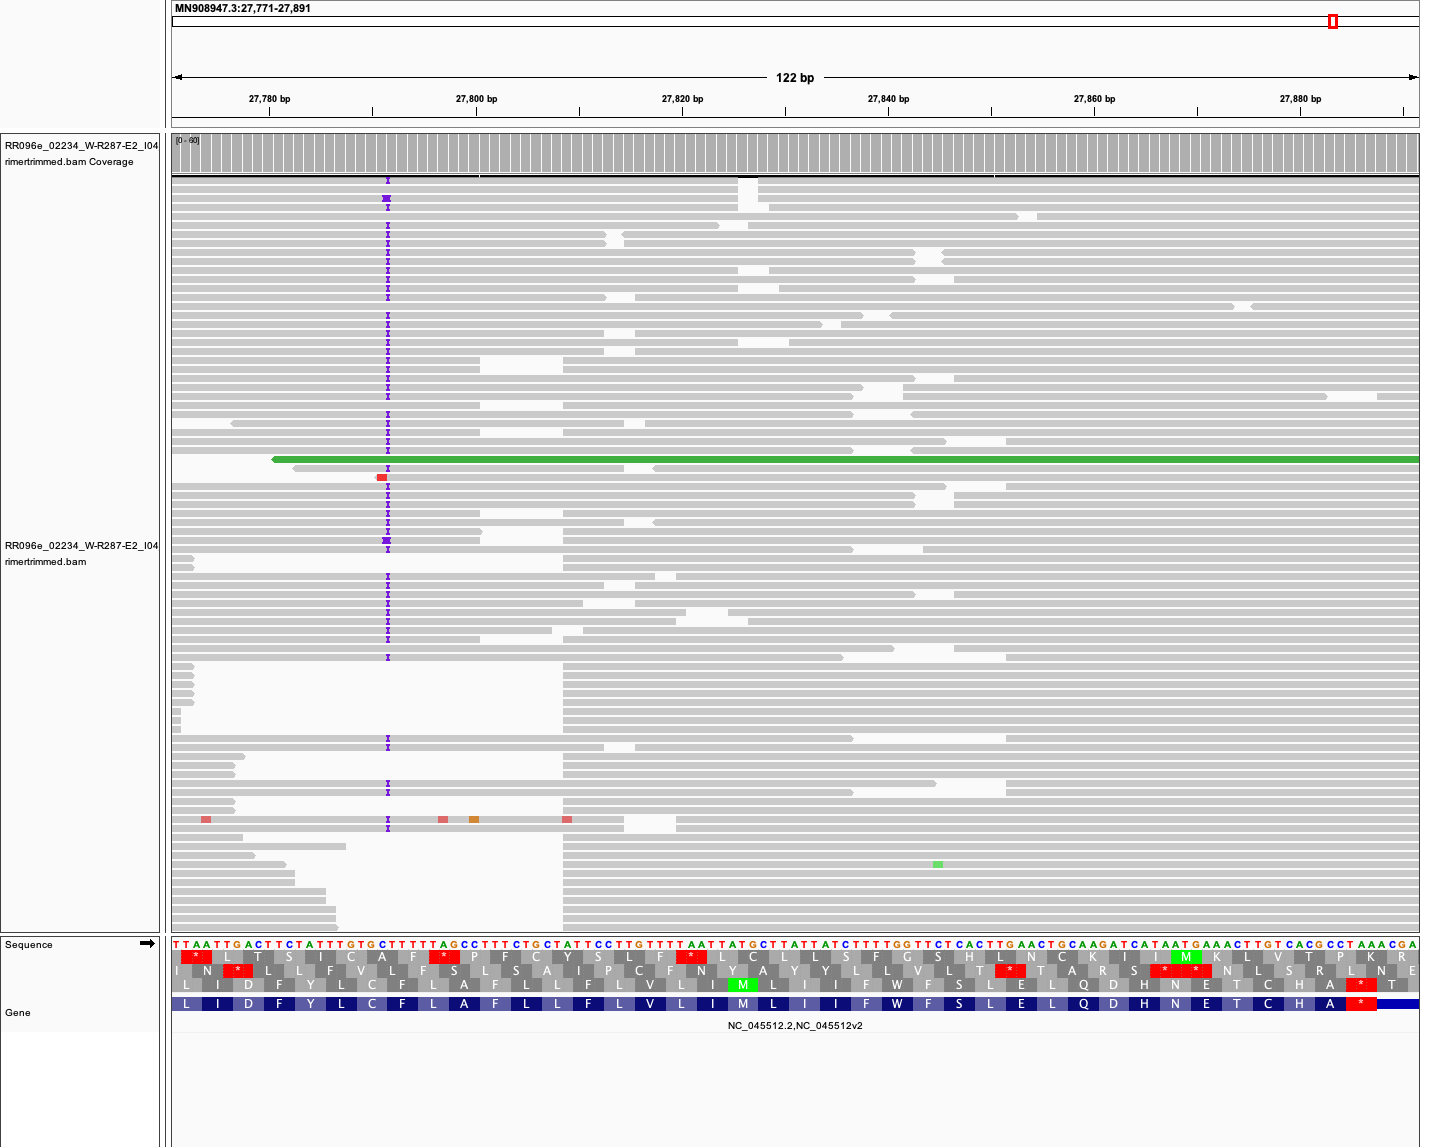 MN908947.3:27,771-27,891
122 bp
27,780 bp 27,800 bp 27,820 bp 27,840 bp 27,860 bp 27,880 bp
RR096e_02234_W-R287-E2_I04
rimertrimmed.bam Coverage
[0 - 60]
RR096e_02234_W-R287-E2_I04
rimertrimmed.bam
Sequence
TTAATTGACTTCTATTTGTGCTTTTTAGCCTTTCTGCTATTCCTTGTTTTAATTATGCTTATTATCTTTTGGTTCTCACTTGAACTGCAAGATCATAATGAAACTTGTCACGCCTAAACGA
* L T S I C A F * P F C Y S L F * L C L L S F G S H L N C K I I M K L V T P K R
I N * L L F V L F S L S A I P C F N Y A Y Y L L V L T * T A R S * * N L S R L N E
L I D F Y L C F L A F L L F L V L I M L I I F W F S L E L Q D H N E T C H A * T
Gene
L I D F Y L C F L A F L L F L V L I M L I I F W F S L E L Q D H N E T C H A *
NC_045512.2,NC_045512v2